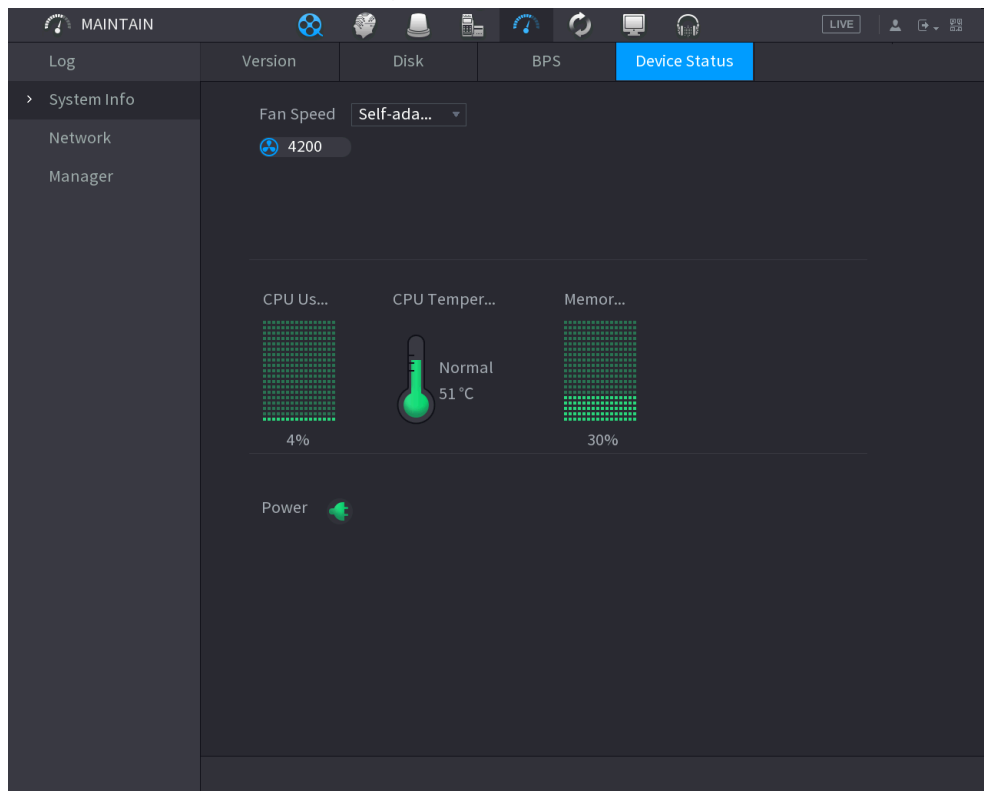 MAINTAIN LIVE
Log Version Disk BPS Device Status
System Info
Network
Manager
Fan Speed Self-ada...
4200
CPU Us... CPU Temper... Memor...
Normal
51°C
4% 30%
Power